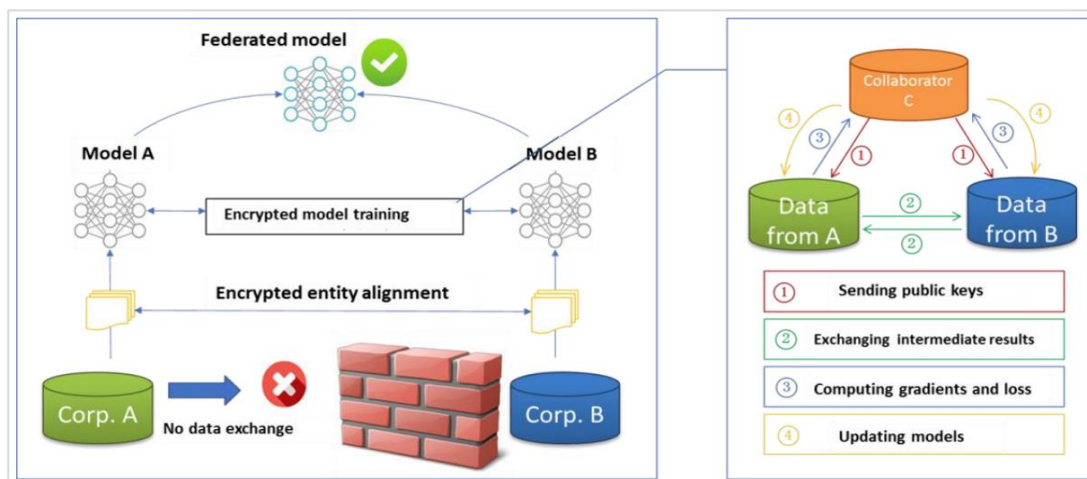 Federated model
Model A
Model B
Encrypted model training
Encrypted entity alignment
Corp. A
No data exchange
Corp. B
Collaborator
C
4
3
1
1
3
4
Data
from A
2
2
Data
from B
1 Sending public keys
2 Exchanging intermediate results
3 Computing gradients and loss
4 Updating models